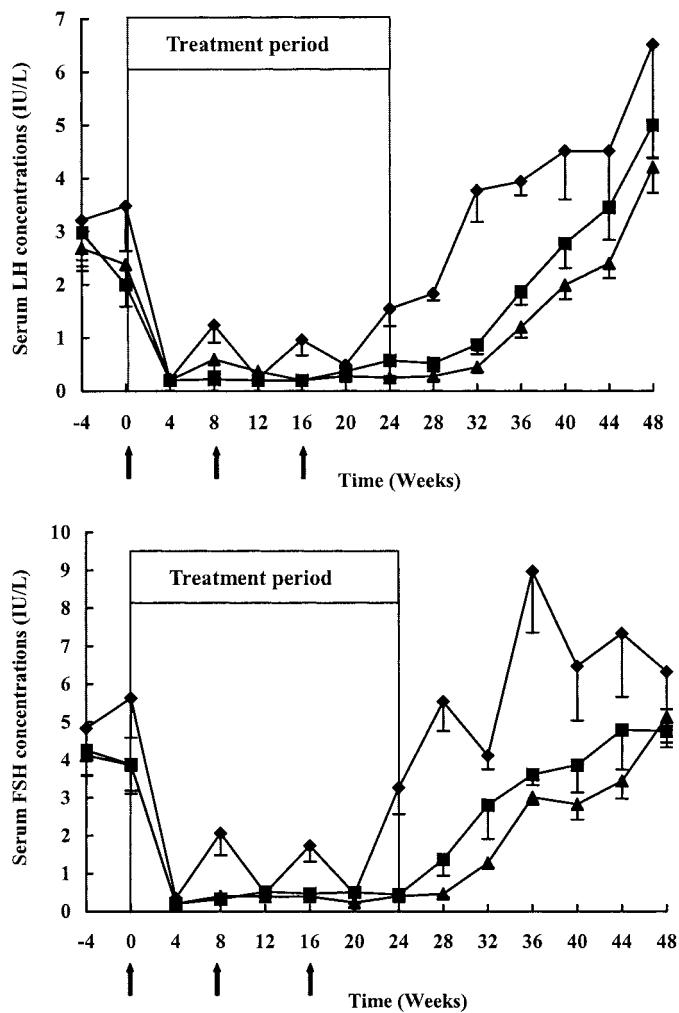 Serum LH concentrations (IU/L)
7
6
5
4
3
2
1
0
Treatment period
-4 0 4 8 12 16 20 24 28 32 36 40 44 48
Time (Weeks)
Serum FSH concentrations (IU/L)
10
9
8
7
6
5
4
3
2
1
0
Treatment period
-4 0 4 8 12 16 20 24 28 32 36 40 44 48
Time (Weeks)